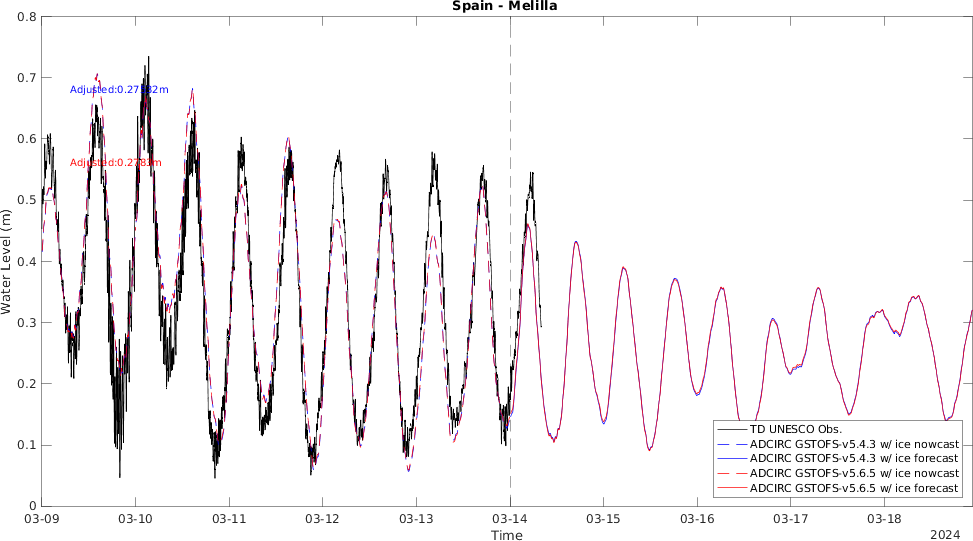 Spain - Melilla
0.8
0.7
0.6
0.5
0.4
0.3
0.2
0.1
0
Water Level (m)
Adjusted:0.2783m
03-09
03-10
03-11
03-12
03-13
03-14
03-15
03-16
03-17
03-18
Time
2024
TD UNESCO Obs.
ADCIRC GSTOFS-v5.4.3 w/ ice nowcast
ADCIRC GSTOFS-v5.4.3 w/ ice forecast
ADCIRC GSTOFS-v5.6.5 w/ ice nowcast
ADCIRC GSTOFS-v5.6.5 w/ ice forecast